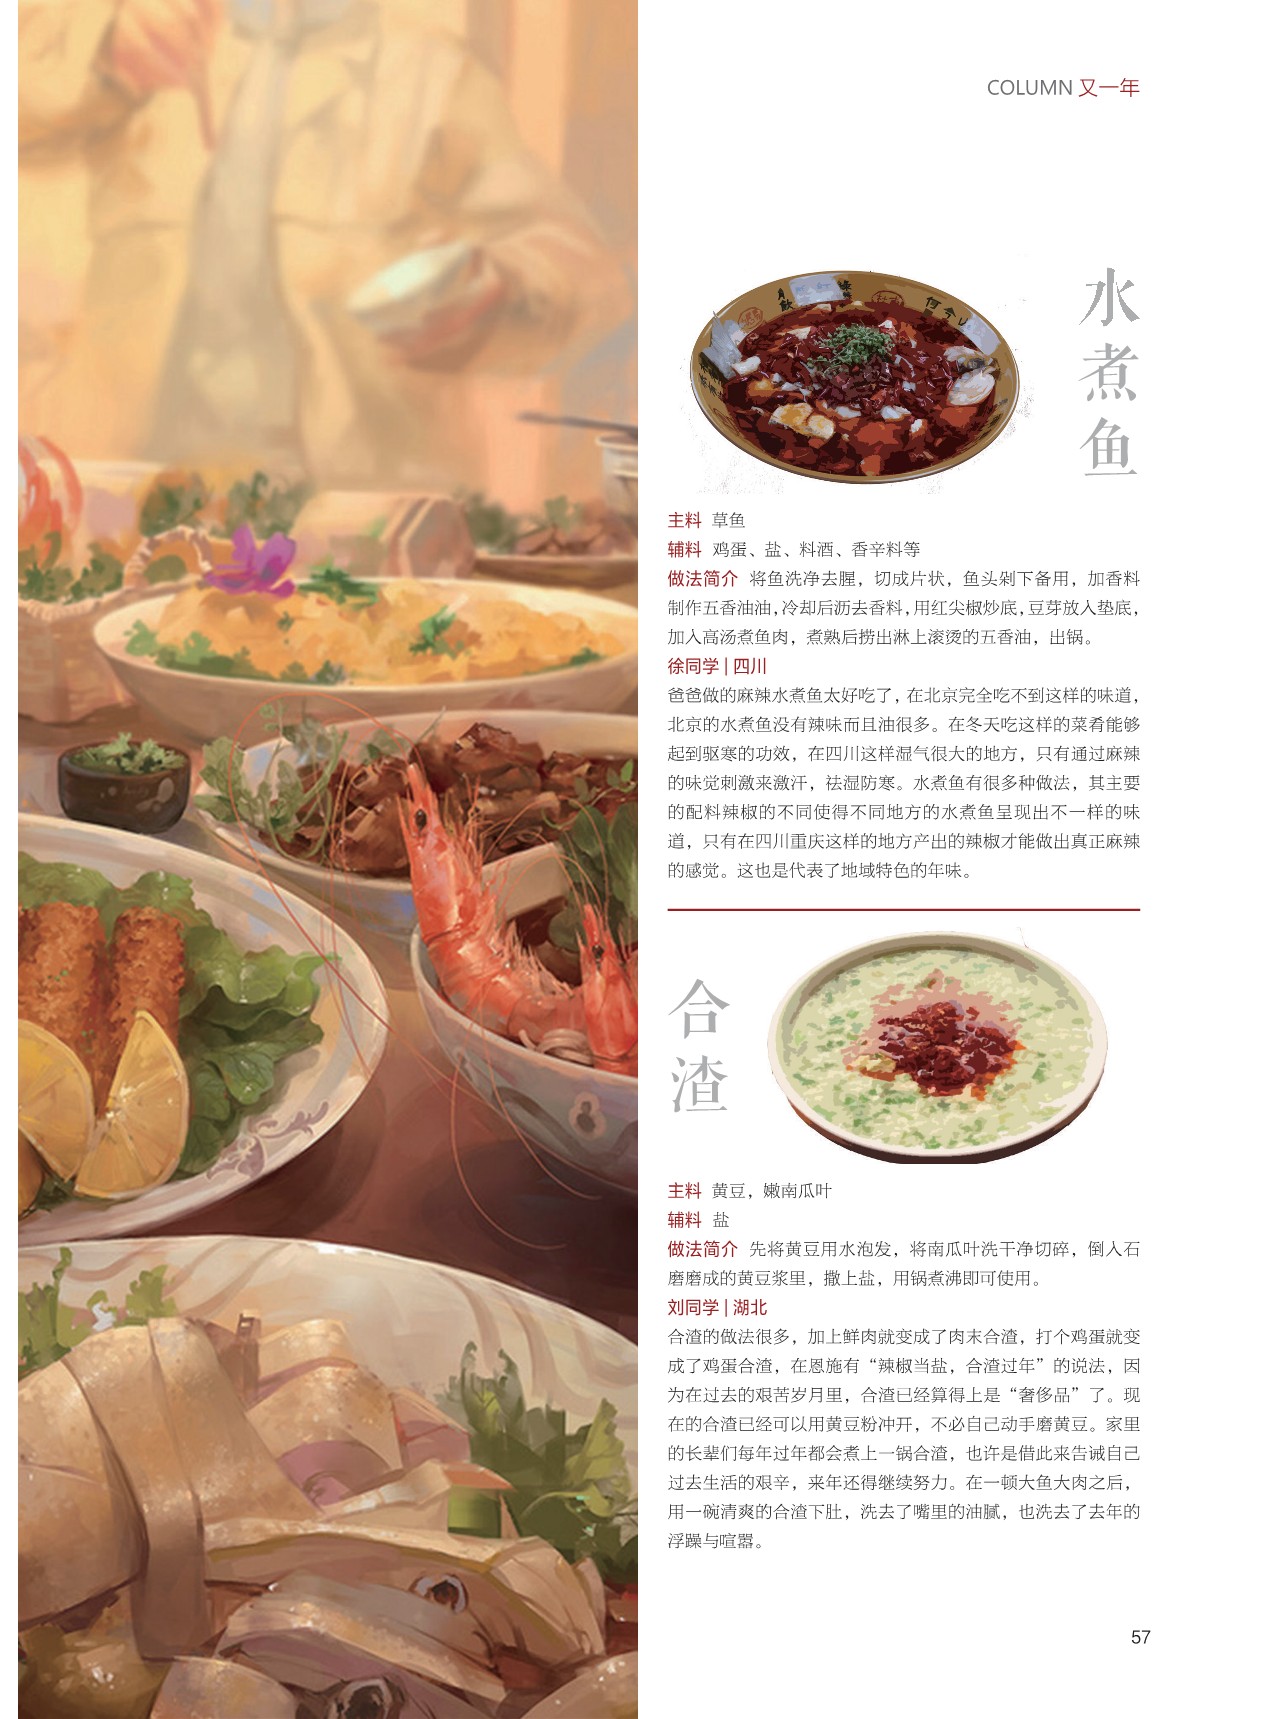 COLUMN 又一年
水煮鱼
主料 草鱼
辅料 鸡蛋、盐、料酒、香辛料等
做法简介 将鱼洗净去腥，切成片状，鱼头剁下备用，加香料
制作五香油油，冷却后沥去香料，用红尖椒炒底，豆芽放入垫底，
加入高汤煮鱼肉，煮熟后捞出淋上滚烫的五香油，出锅。
徐同学 | 四川
爸爸做的麻辣水煮鱼太好吃了，在北京完全吃不到这样的味道，
北京的水煮鱼没有辣味而且油很多。在冬天吃这样的菜肴能够
起到驱寒的功效，在四川这样湿气很大的地方，只有通过麻辣
的味觉刺激来激汗，祛湿防寒。水煮鱼有很多种做法，其主要
的配料辣椒的不同使得不同地方的水煮鱼呈现出不一样的味
道，只有在四川重庆这样的地方产出的辣椒才能做出真正麻辣
的感觉。这也是代表了地域特色的年味。
合渣
主料 黄豆，嫩南瓜叶
辅料 盐
做法简介 先将黄豆用水泡发，将南瓜叶洗干净切碎，倒入石
磨磨成的黄豆浆里，撒上盐，用锅煮沸即可使用。
刘同学 | 湖北
合渣的做法很多，加上鲜肉就变成了肉末合渣，打个鸡蛋就变
成了鸡蛋合渣，在恩施有“辣椒当盐，合渣过年”的说法，因
为在过去的艰苦岁月里，合渣已经算得上是“奢侈品”了。现
在的合渣已经可以用黄豆粉冲开，不必自己动手磨黄豆。家里
的长辈们每年过年都会煮上一锅合渣，也许是借此来告诫自己
过去生活的艰辛，来年还得继续努力。在一顿大鱼大肉之后，
用一碗清爽的合渣下肚，洗去了嘴里的油腻，也洗去了去年的
浮躁与喧嚣。
57